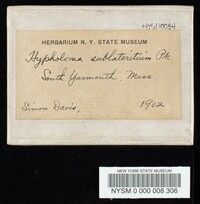 NYSf10034
HERBARIUM N. Y. STATE MUSEUM
Hypholoma sublateritium Pk.
South Yarmouth, Mass
Simon Davis, 1902
NEW YORK STATE MUSEUM
NYSM 0 000 008 306